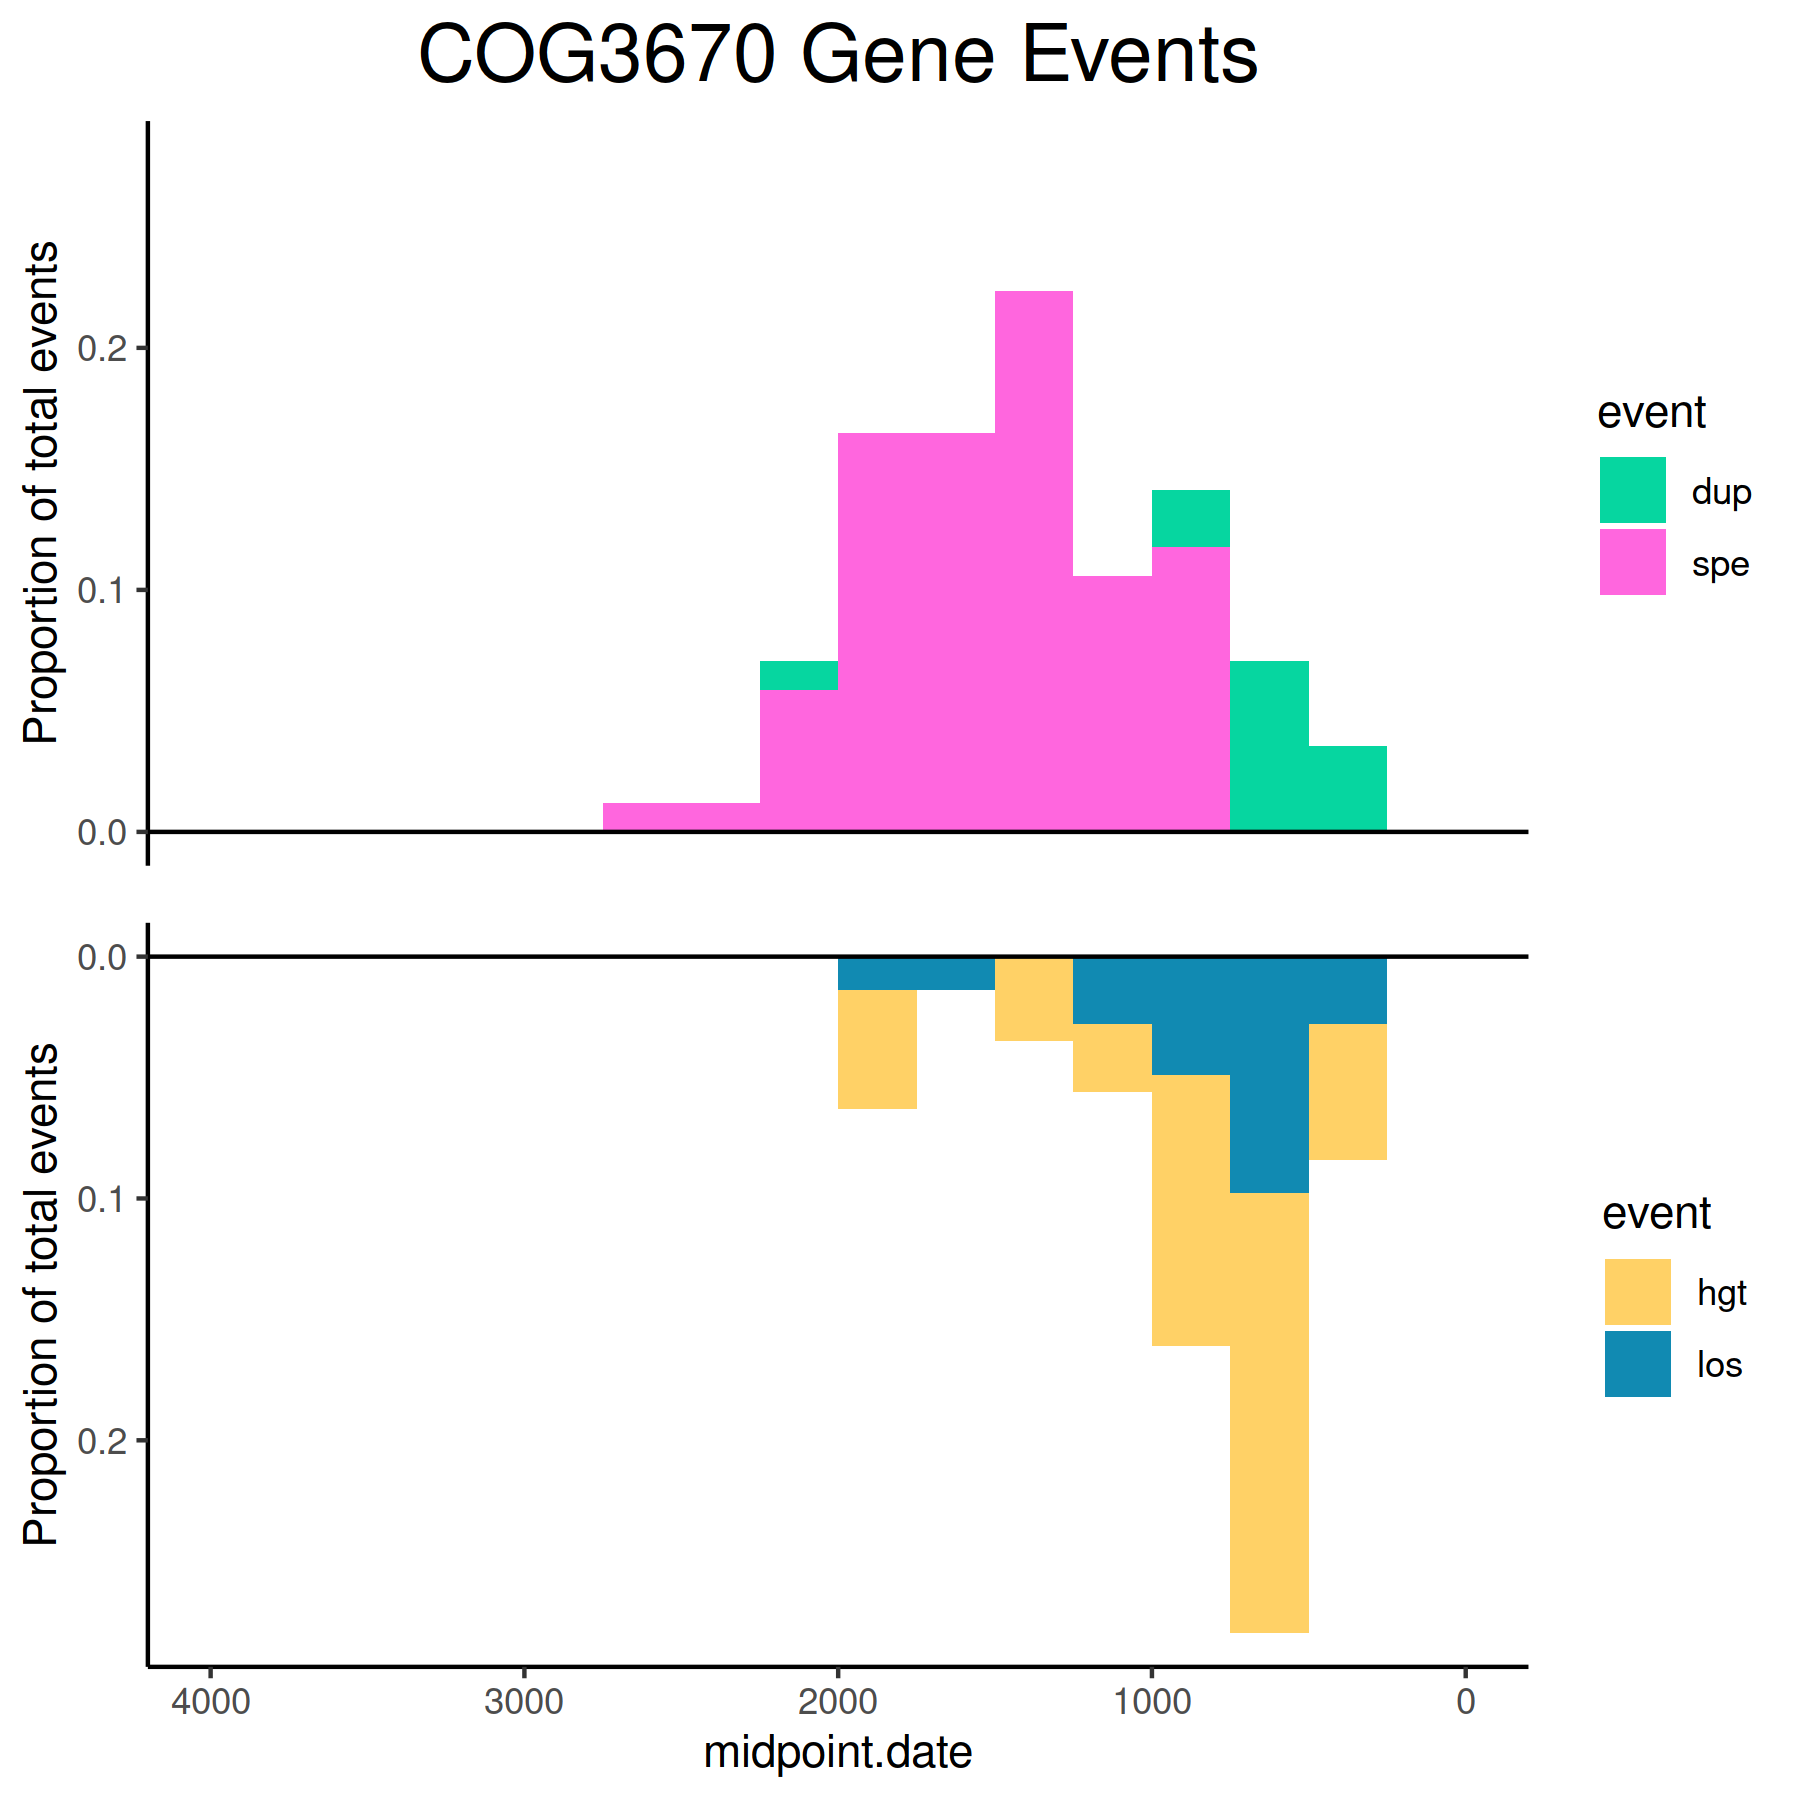 COG3670 Gene Events
Proportion of total events
0.2
0.1
0.0
event
dup
spe
Proportion of total events
0.0
0.1
0.2
event
hgt
los
4000 3000 2000 1000 0
midpoint.date